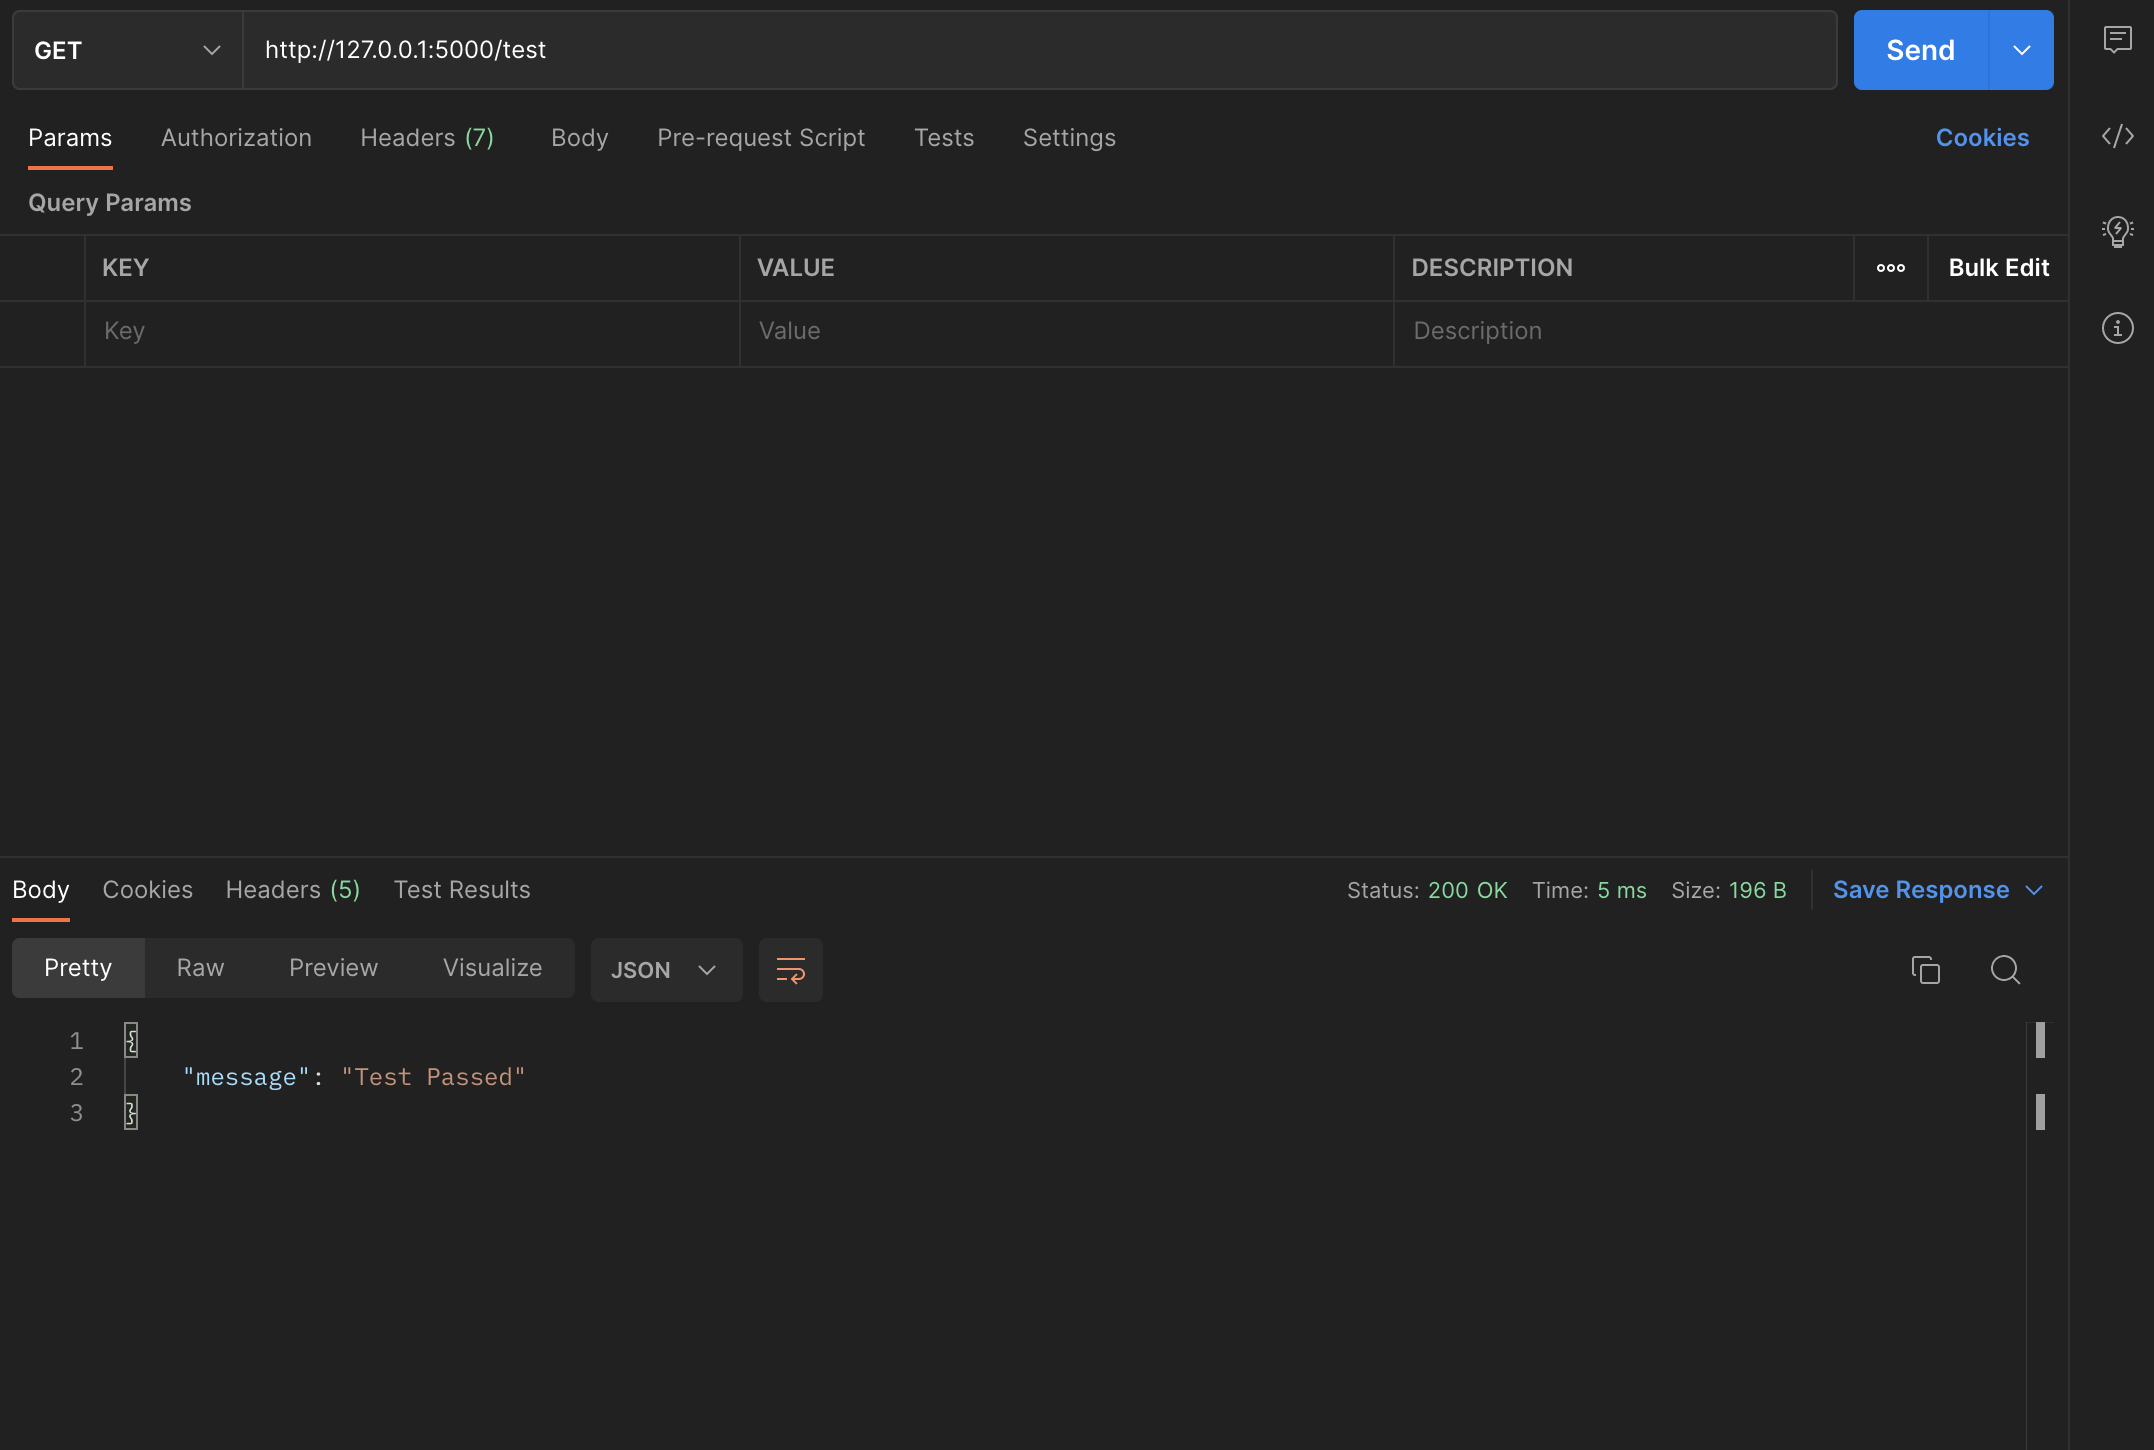 GET http://127.0.0.1:5000/test Send
Params Authorization Headers (7) Body Pre-request Script Tests Settings Cookies
Query Params
KEY VALUE DESCRIPTION ooo Bulk Edit
Key Value Description
Body Cookies Headers (5) Test Results Status: 200 OK Time: 5 ms Size: 196 B Save Response
Pretty Raw Preview Visualize JSON
1 {
2 "message": "Test Passed"
3 }